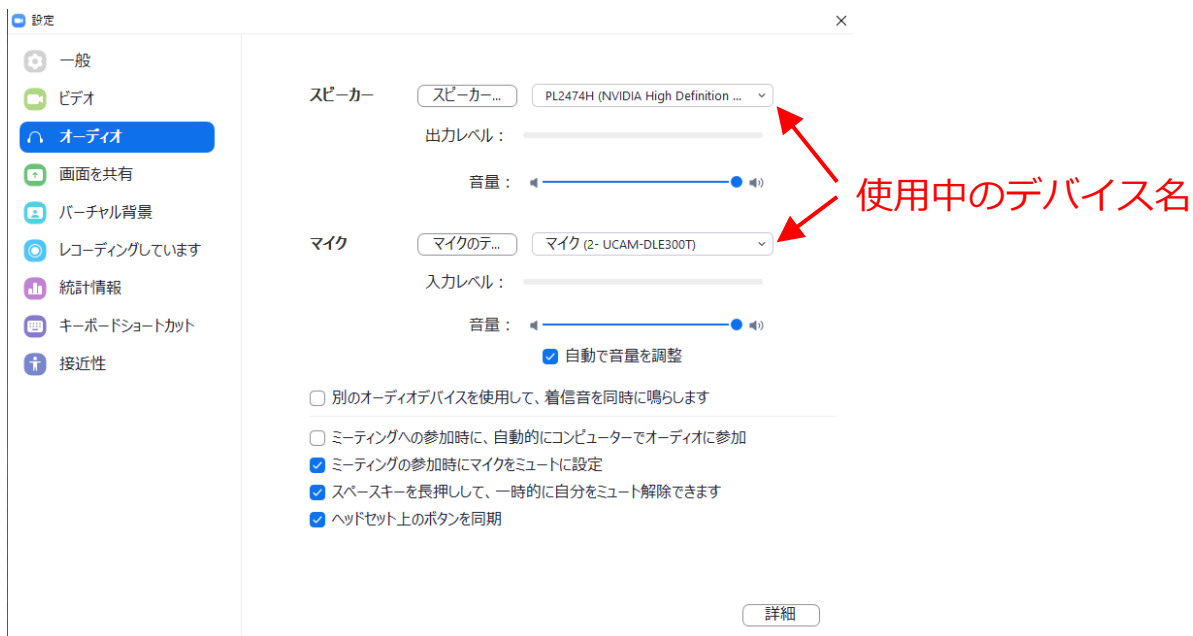 設定
一般
ビデオ
オーディオ
画面を共有
バーチャル背景
レコーディングしています
統計情報
キーボードショートカット
接近性
スピーカー スピーカー... PL2474H (NVIDIA High Definition ...
出力レベル：
音量：
マイク マイクのテ... マイク (2- UCAM-DLE300T)
入力レベル：
音量：
自動で音量を調整
別のオーディオデバイスを使用して、着信音を同時に鳴らします
ミーティングへの参加時に、自動的にコンピューターでオーディオに参加
ミーティングの参加時にマイクをミュートに設定
スペースキーを長押しして、一時的に自分をミュート解除できます
ヘッドセット上のボタンを同期
詳細
使用中のデバイス名